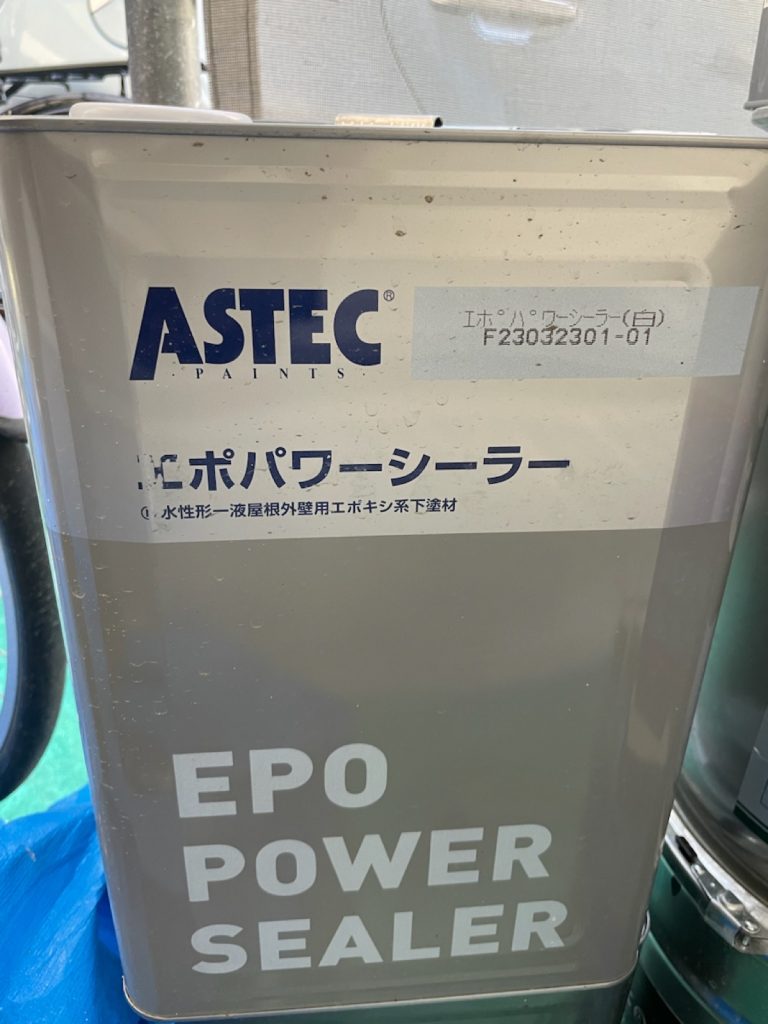 ASTEC®
PAINTS
エポパワーシーラー(白)
F23032301-01
エポパワーシーラー
水性形一液屋根外壁用エポキシ系下塗材
EPO
POWER
SEALER